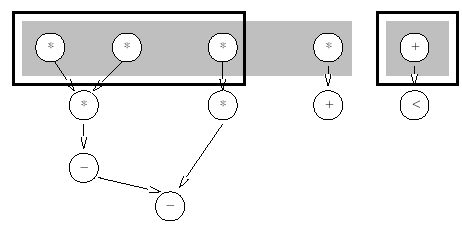 * * * * +
* * + <
−
−